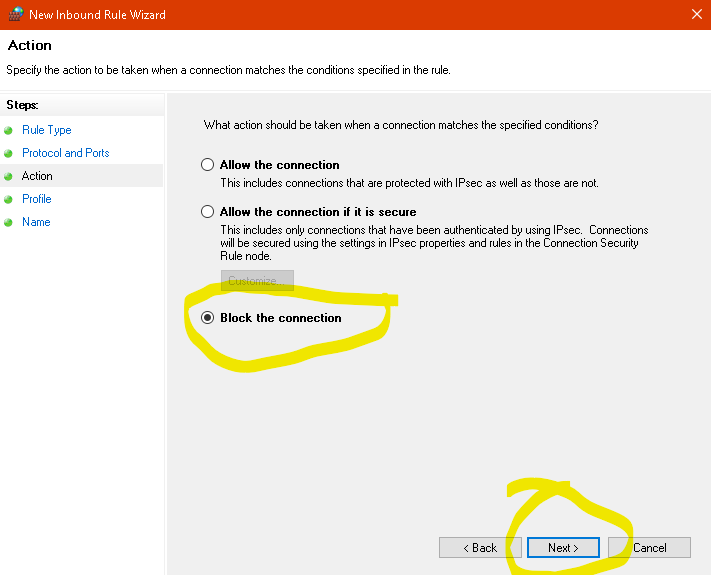 New Inbound Rule Wizard
Action
Specify the action to be taken when a connection matches the conditions specified in the rule.
Steps:
Rule Type
Protocol and Ports
Action
Profile
Name
What action should be taken when a connection matches the specified conditions?
Allow the connection
This includes connections that are protected with IPsec as well as those are not.
Allow the connection if it is secure
This includes only connections that have been authenticated by using IPsec. Connections
will be secured using the settings in IPsec properties and rules in the Connection Security
Rule node.
Customize...
Block the connection
< Back
Next >
Cancel